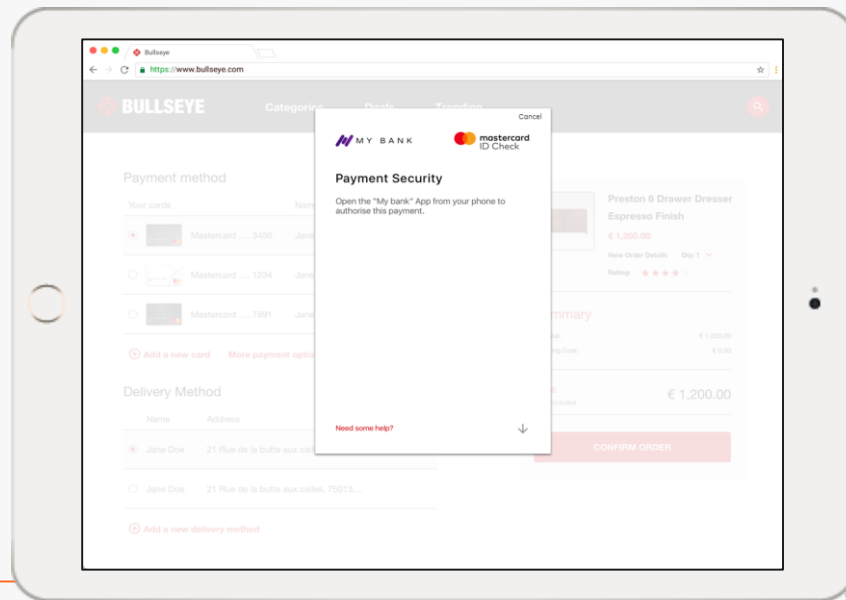 Bullseye
https://www.bullseye.com
BULLSEYE
Categories
Deals
Trending
Cancel
MY BANK
mastercard
ID Check
Payment Security
Open the "My bank" App from your phone to
authorise this payment.
Need some help?
Payment method
Your cards
Name
Mastercard .... 3456
Jane
Mastercard .... 1234
Jane
Mastercard .... 7891
Jane
Add a new card
More payment optio
Delivery Method
Name
Address
Jane Doe
21 Rue de la butte aux cail
Jane Doe
21 Rue de la butte aux cailles, 75013...
Add a new delivery method
Preston 6 Drawer Dresser
Espresso Finish
€ 1,200.00
View Order Details
Qty: 1
Rating:
mmary
€ 1,200.00
€ 0.00
€ 1,200.00
CONFIRM ORDER